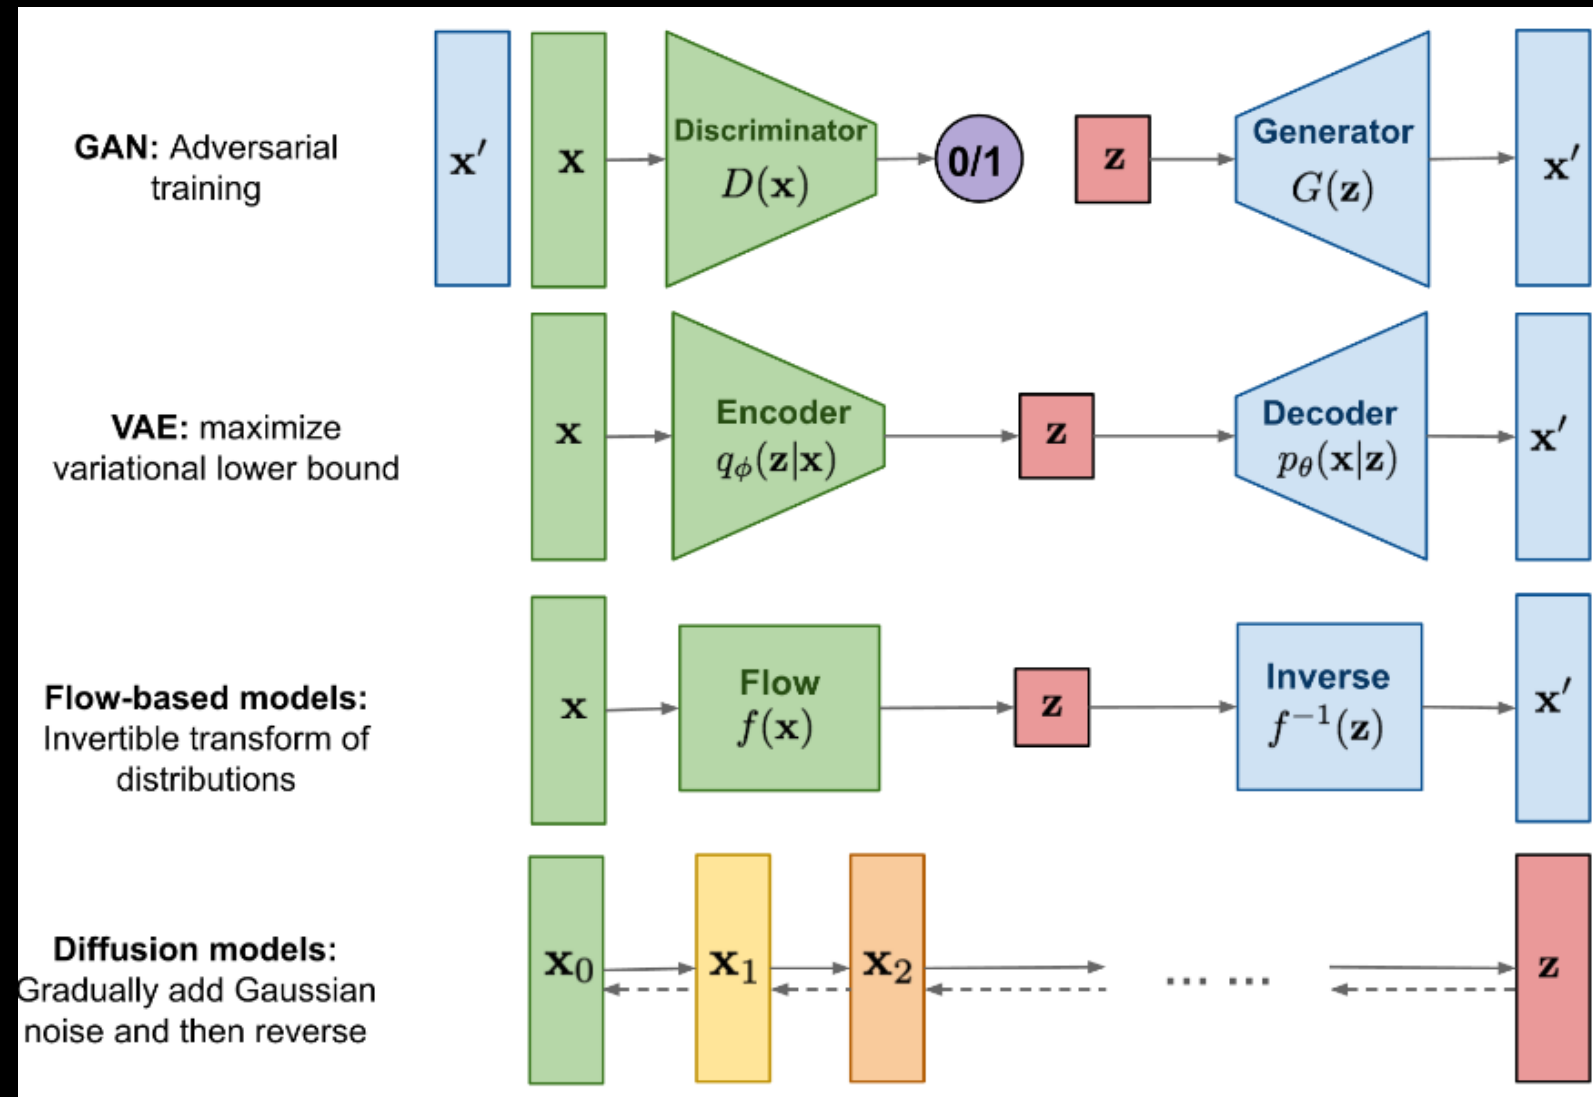 GAN: Adversarial
training
x′
x
Discriminator
D(x)
0/1
z
Generator
G(z)
x′
VAE: maximize
variational lower bound
x
Encoder
qϕ(z|x)
z
Decoder
pθ(x|z)
x′
Flow-based models:
Invertible transform of
distributions
x
Flow
f(x)
z
Inverse
f⁻¹(z)
x′
Diffusion models:
Gradually add Gaussian
noise and then reverse
x₀
x₁
x₂
... ...
z